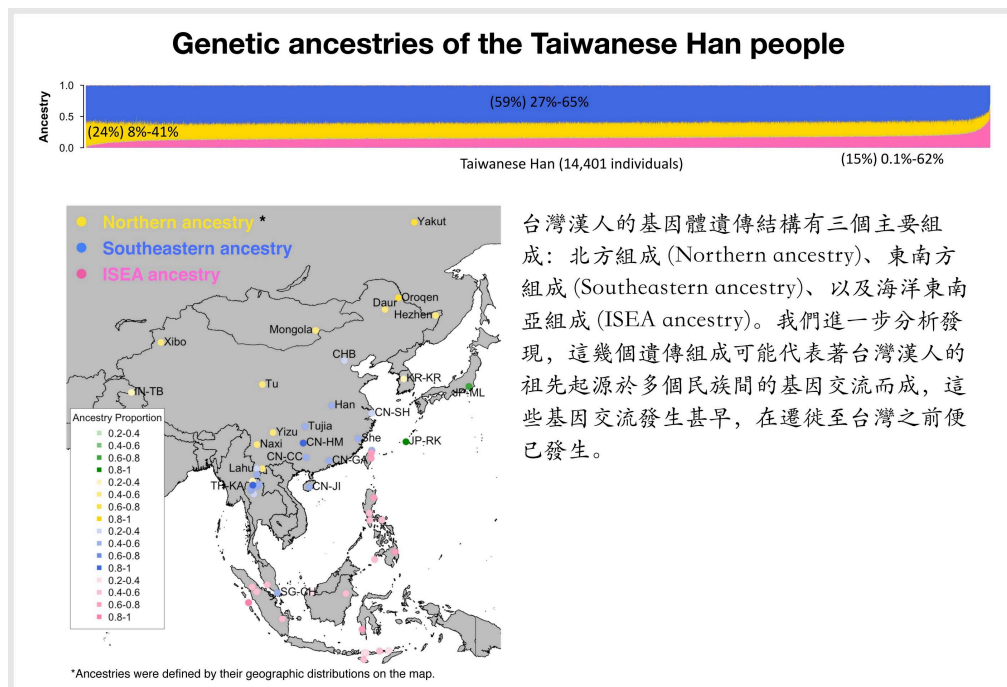 Genetic ancestries of the Taiwanese Han people
Ancestry
1.0
0.5
0.0
(59%) 27%-65%
(24%) 8%-41%
Taiwanese Han (14,401 individuals)
(15%) 0.1%-62%
Northern ancestry *
Southeastern ancestry
ISEA ancestry
Yakut
Oroqen
Daur
Hezhen
Mongola
Xibo
CHB
KR-KR
Tu
JP-ML
IN-TB
Han
CN-SH
Tujia
Yizu
She
JP-RK
CN-HM
Naxi
CN-CC
CN-GA
Lahu
TH-KA
CN-JI
SG-CH
Ancestry Proportion
0.2-0.4
0.4-0.6
0.6-0.8
0.8-1
0.2-0.4
0.4-0.6
0.6-0.8
0.8-1
0.2-0.4
0.4-0.6
0.6-0.8
0.8-1
0.2-0.4
0.4-0.6
0.6-0.8
0.8-1
*Ancestries were defined by their geographic distributions on the map.
台灣漢人的基因體遺傳結構有三個主要組
成：北方組成 (Northern ancestry)、東南方
組成 (Southeastern ancestry)、以及海洋東南
亞組成 (ISEA ancestry)。我們進一步分析發
現，這幾個遺傳組成可能代表著台灣漢人的
祖先起源於多個民族間的基因交流而成，這
些基因交流發生甚早，在遷徙至台灣之前便
已發生。